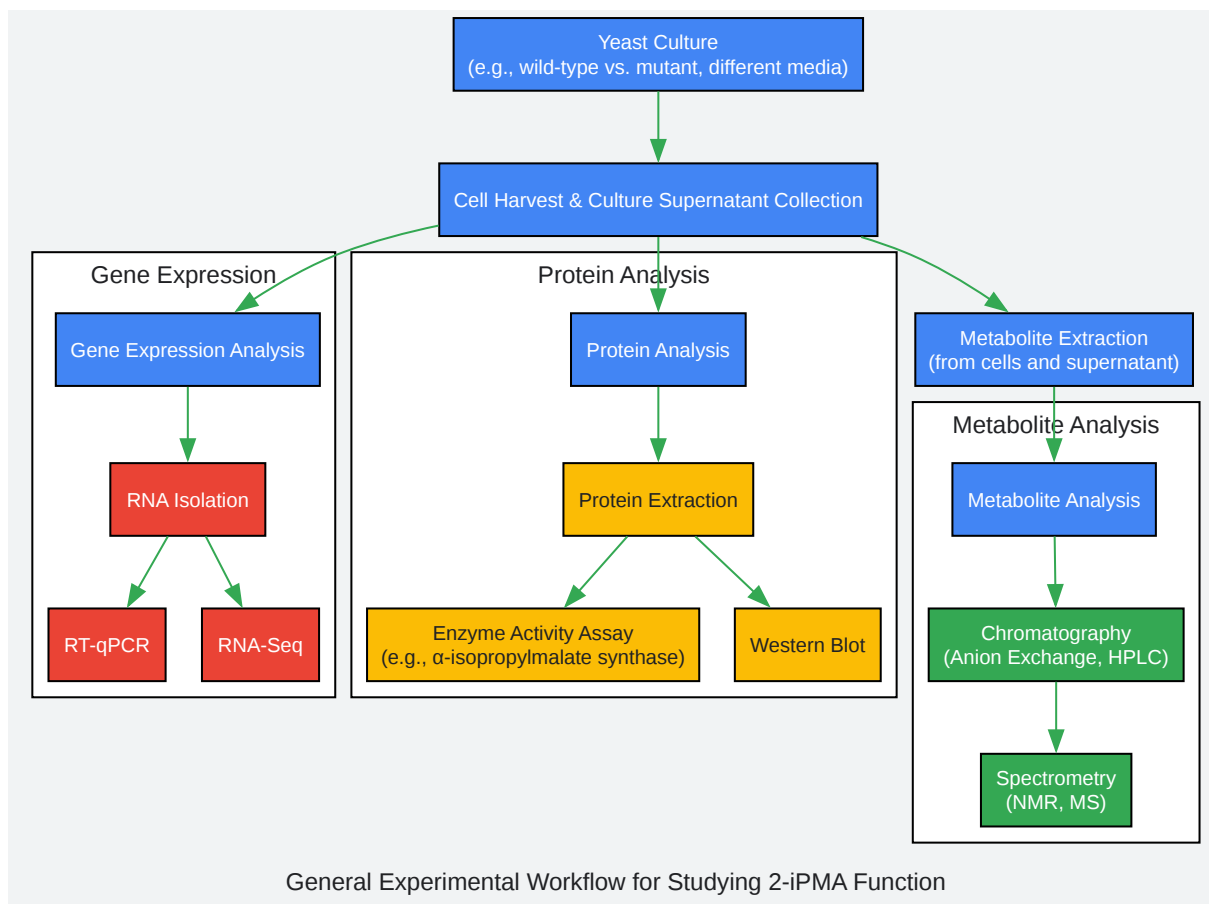 Yeast Culture
(e.g., wild-type vs. mutant, different media)
Cell Harvest & Culture Supernatant Collection
Gene Expression
Gene Expression Analysis
RNA Isolation
RT-qPCR
RNA-Seq
Protein Analysis
Protein Analysis
Protein Extraction
Enzyme Activity Assay
(e.g., α-isopropylmalate synthase)
Western Blot
Metabolite Extraction
(from cells and supernatant)
Metabolite Analysis
Metabolite Analysis
Chromatography
(Anion Exchange, HPLC)
Spectrometry
(NMR, MS)
General Experimental Workflow for Studying 2-iPMA Function